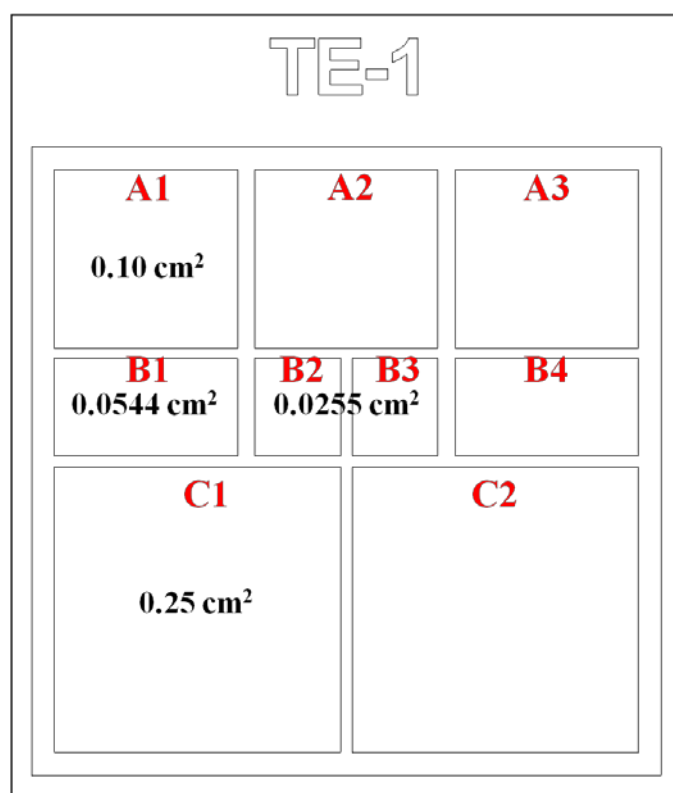 TE-1
A1 A2 A3
0.10 cm²
B1 B2 B3 B4
0.0544 cm² 0.0255 cm²
C1 C2
0.25 cm²